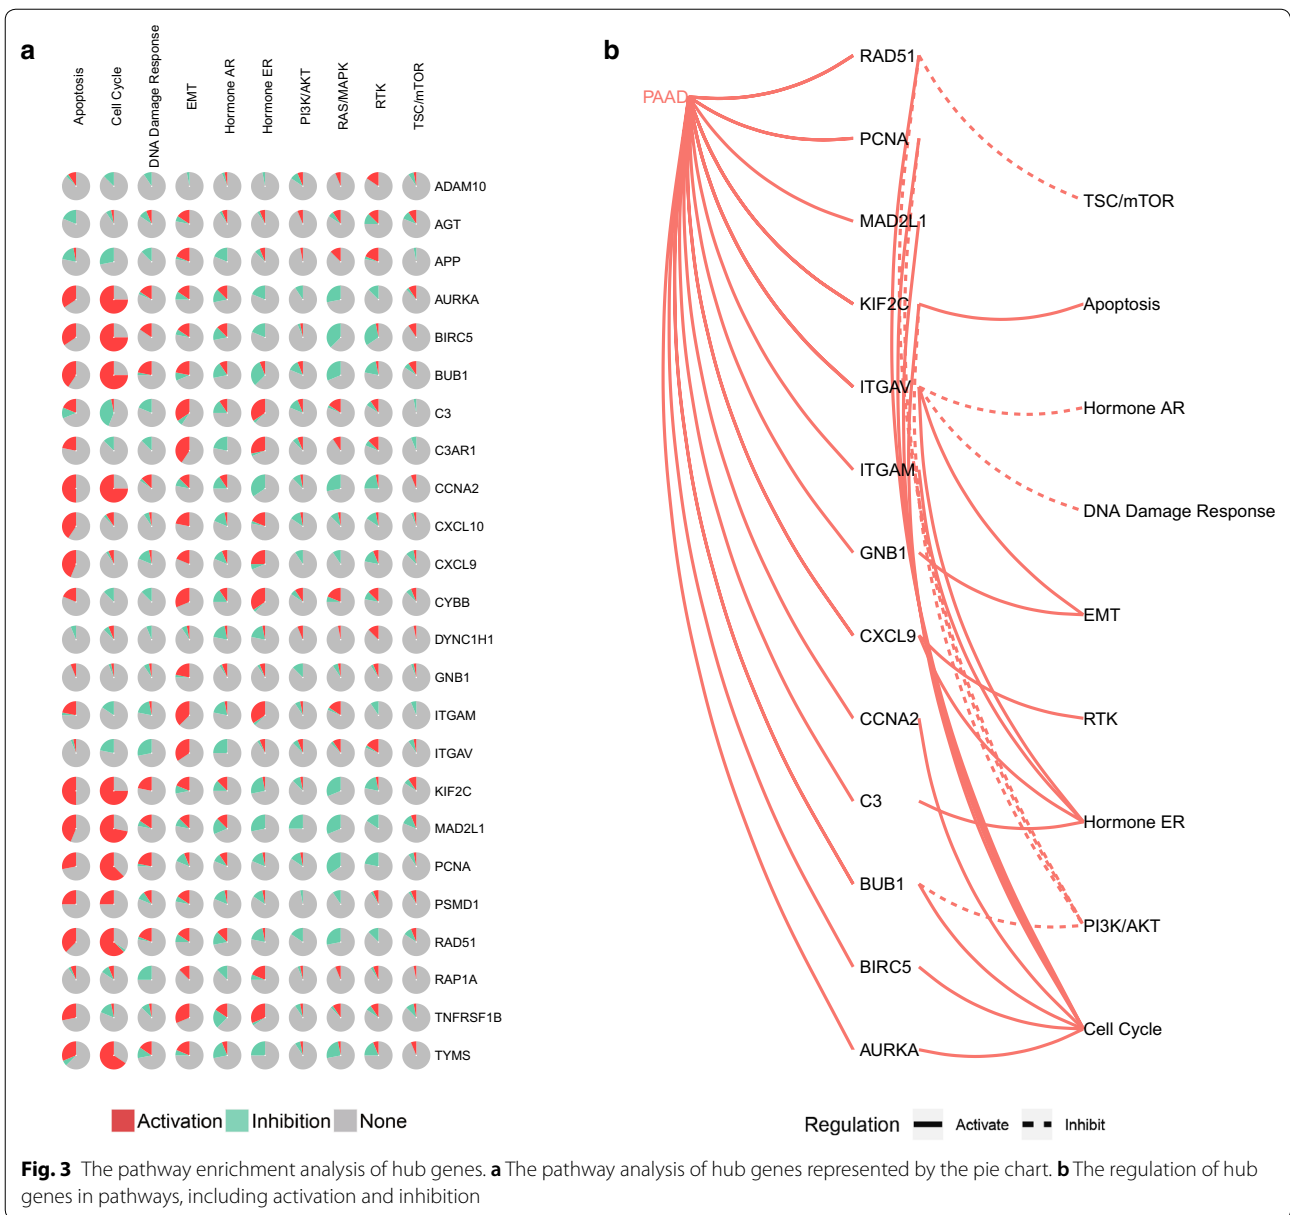 a
Apoptosis
Cell Cycle
DNA Damage Response
EMT
Hormone AR
Hormone ER
PI3K/AKT
RAS/MAPK
RTK
TSC/mTOR
ADAM10
AGT
APP
AURKA
BIRC5
BUB1
C3
C3AR1
CCNA2
CXCL10
CXCL9
CYBB
DYNC1H1
GNB1
ITGAM
ITGAV
KIF2C
MAD2L1
PCNA
PSMD1
RAD51
RAP1A
TNFRSF1B
TYMS
Activation Inhibition None
b
PAAD
RAD51
PCNA
MAD2L1
KIF2C
ITGAV
ITGAM
GNB1
CXCL9
CCNA2
C3
BUB1
BIRC5
AURKA
TSC/mTOR
Apoptosis
Hormone AR
DNA Damage Response
EMT
RTK
Hormone ER
PI3K/AKT
Cell Cycle
Regulation Activate Inhibit
Fig. 3 The pathway enrichment analysis of hub genes. a The pathway analysis of hub genes represented by the pie chart. b The regulation of hub
genes in pathways, including activation and inhibition